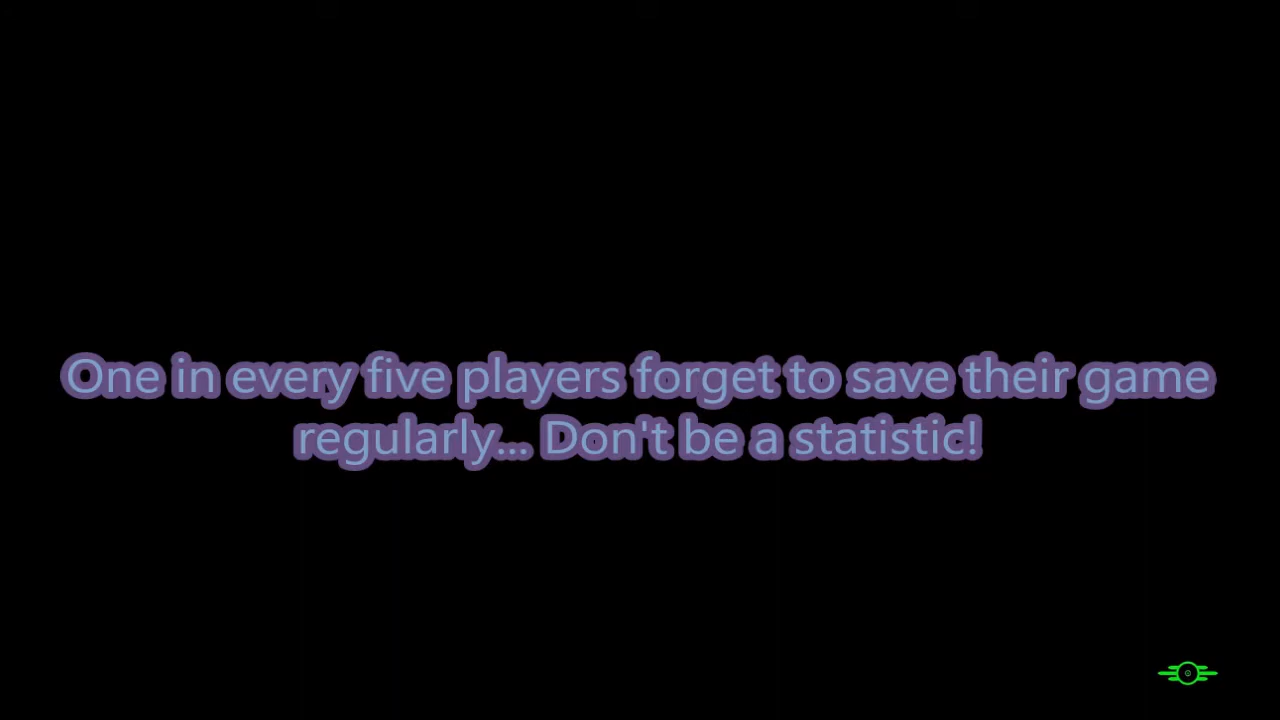 One in every five players forget to save their game
regularly... Don't be a statistic!